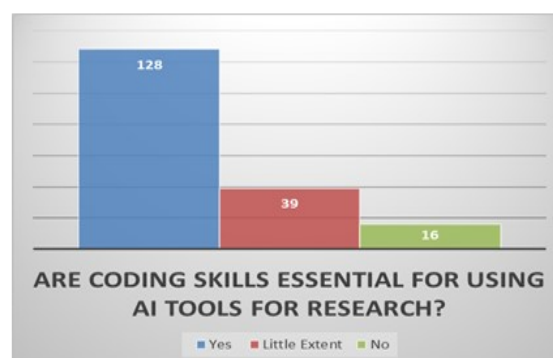 128
39
16
ARE CODING SKILLS ESSENTIAL FOR USING
AI TOOLS FOR RESEARCH?
Yes Little Extent No